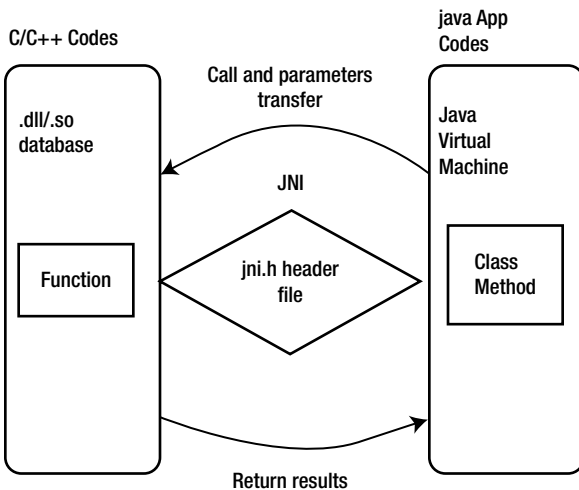 C/C++ Codes
.dll/.so
database
Function
Call and parameters
transfer
JNI
jni.h header
file
Return results
java App
Codes
Java
Virtual
Machine
Class
Method